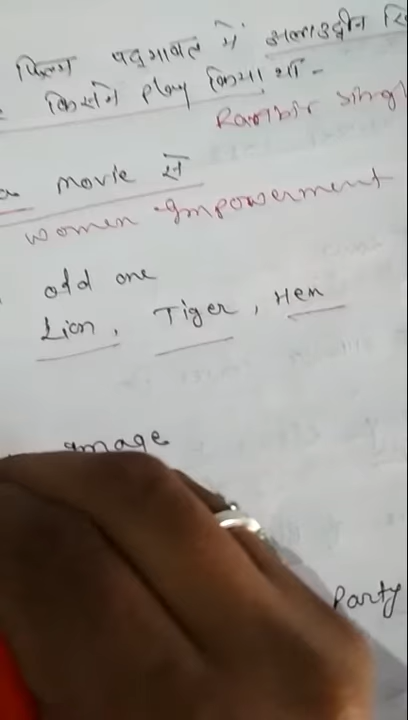 फिल्म पद्मावत में अलाउद्दीन
किसने play किया था -
Ranbir Singh
movie से
women Empowerment
odd one
Lion, Tiger, Hen
Image
Party